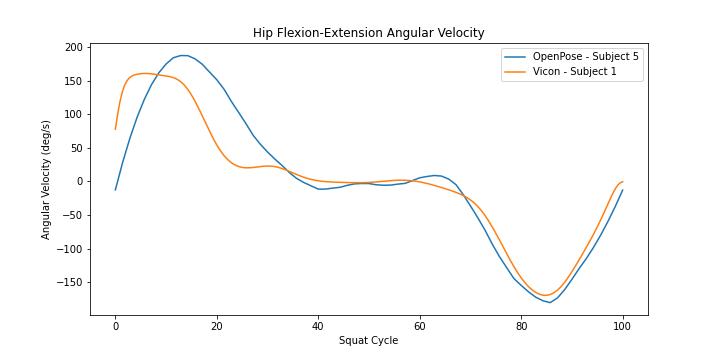 Hip Flexion-Extension Angular Velocity
OpenPose - Subject 5
Vicon - Subject 1
Angular Velocity (deg/s)
200
150
100
50
0
−50
−100
−150
0 20 40 60 80 100
Squat Cycle